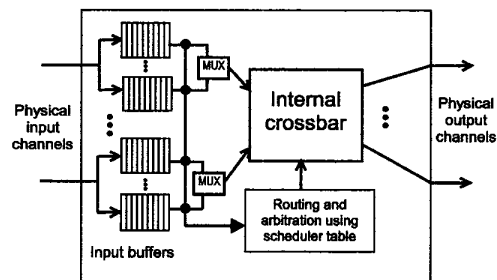 MUX
Physical
input
channels
Internal
crossbar
Physical
output
channels
MUX
Routing and
arbitration using
scheduler table
Input buffers